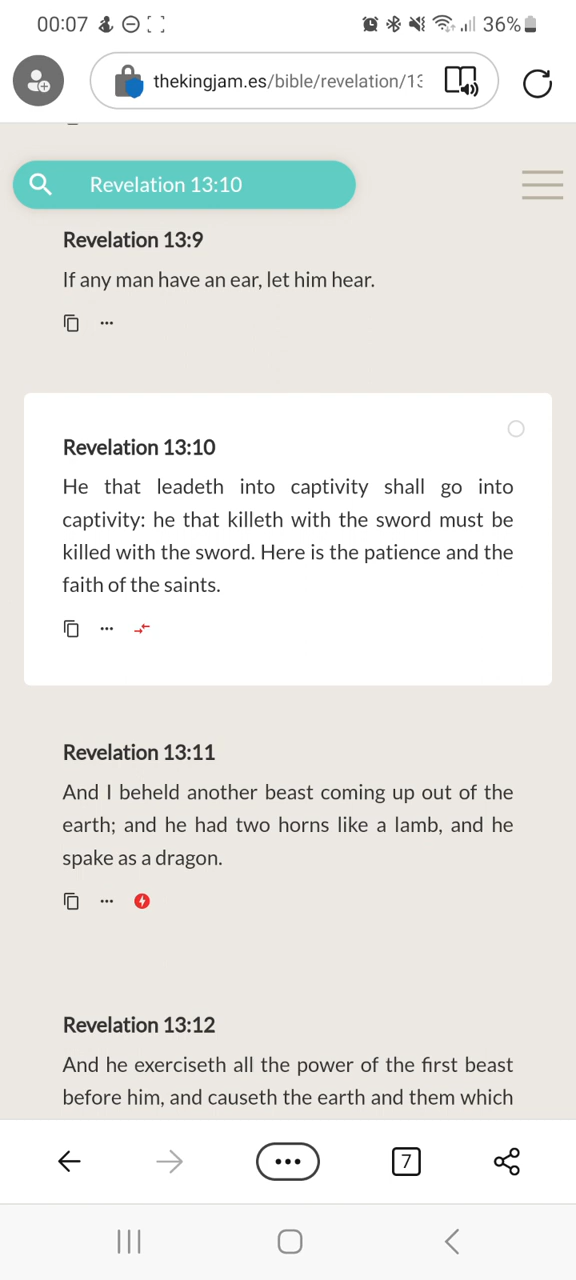 00:07 36%
thekingjam.es/bible/revelation/13
Revelation 13:10
Revelation 13:9
If any man have an ear, let him hear.
Revelation 13:10
He that leadeth into captivity shall go into
captivity: he that killeth with the sword must be
killed with the sword. Here is the patience and the
faith of the saints.
Revelation 13:11
And I beheld another beast coming up out of the
earth; and he had two horns like a lamb, and he
spake as a dragon.
Revelation 13:12
And he exerciseth all the power of the first beast
before him, and causeth the earth and them which
7